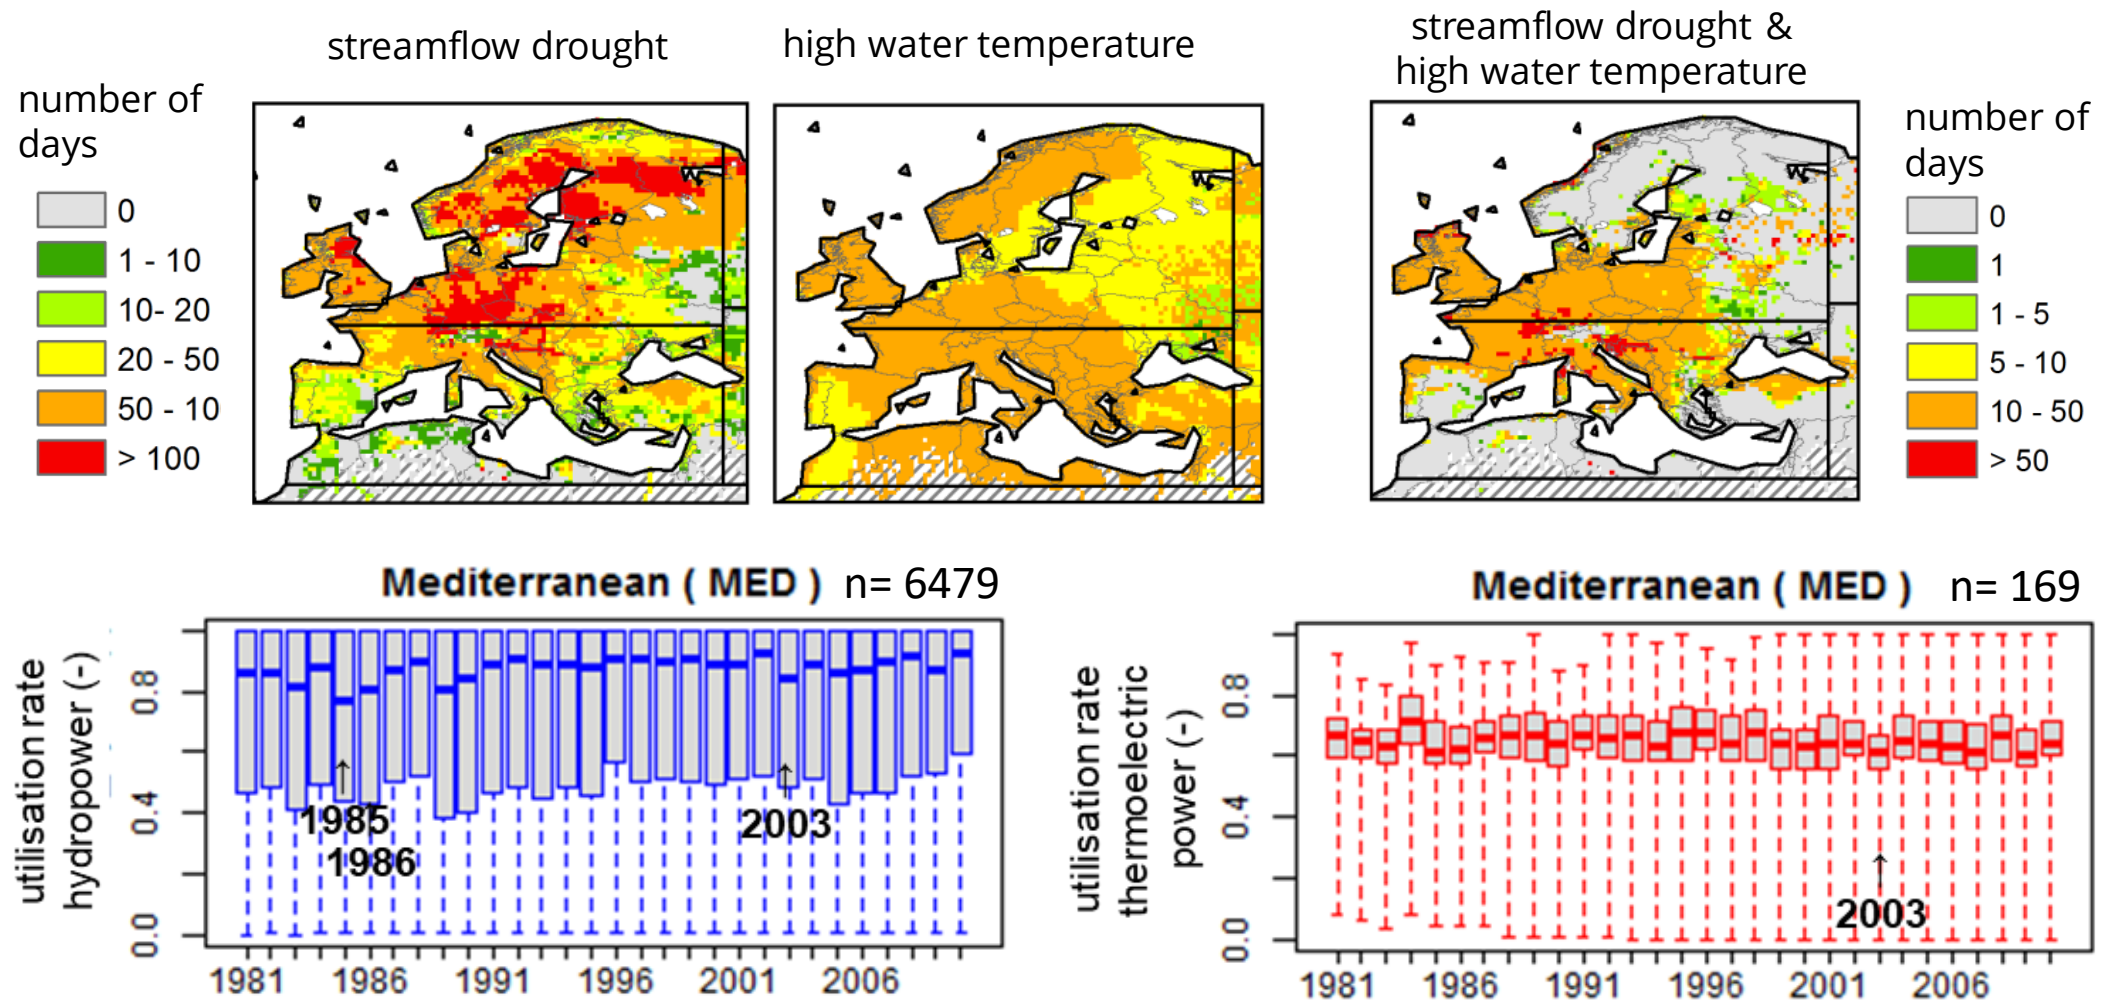 streamflow drought
high water temperature
streamflow drought &
high water temperature
number of
days
0
1 - 10
10- 20
20 - 50
50 - 10
> 100
number of
days
0
1
1 - 5
5 - 10
10 - 50
> 50
Mediterranean ( MED ) n= 6479
utilisation rate
hydropower (-)
0.8
0.4
0.0
1985
1986
2003
1981 1986 1991 1996 2001 2006
Mediterranean ( MED ) n= 169
utilisation rate
thermoelectric
power (-)
0.8
0.4
0.0
2003
1981 1986 1991 1996 2001 2006